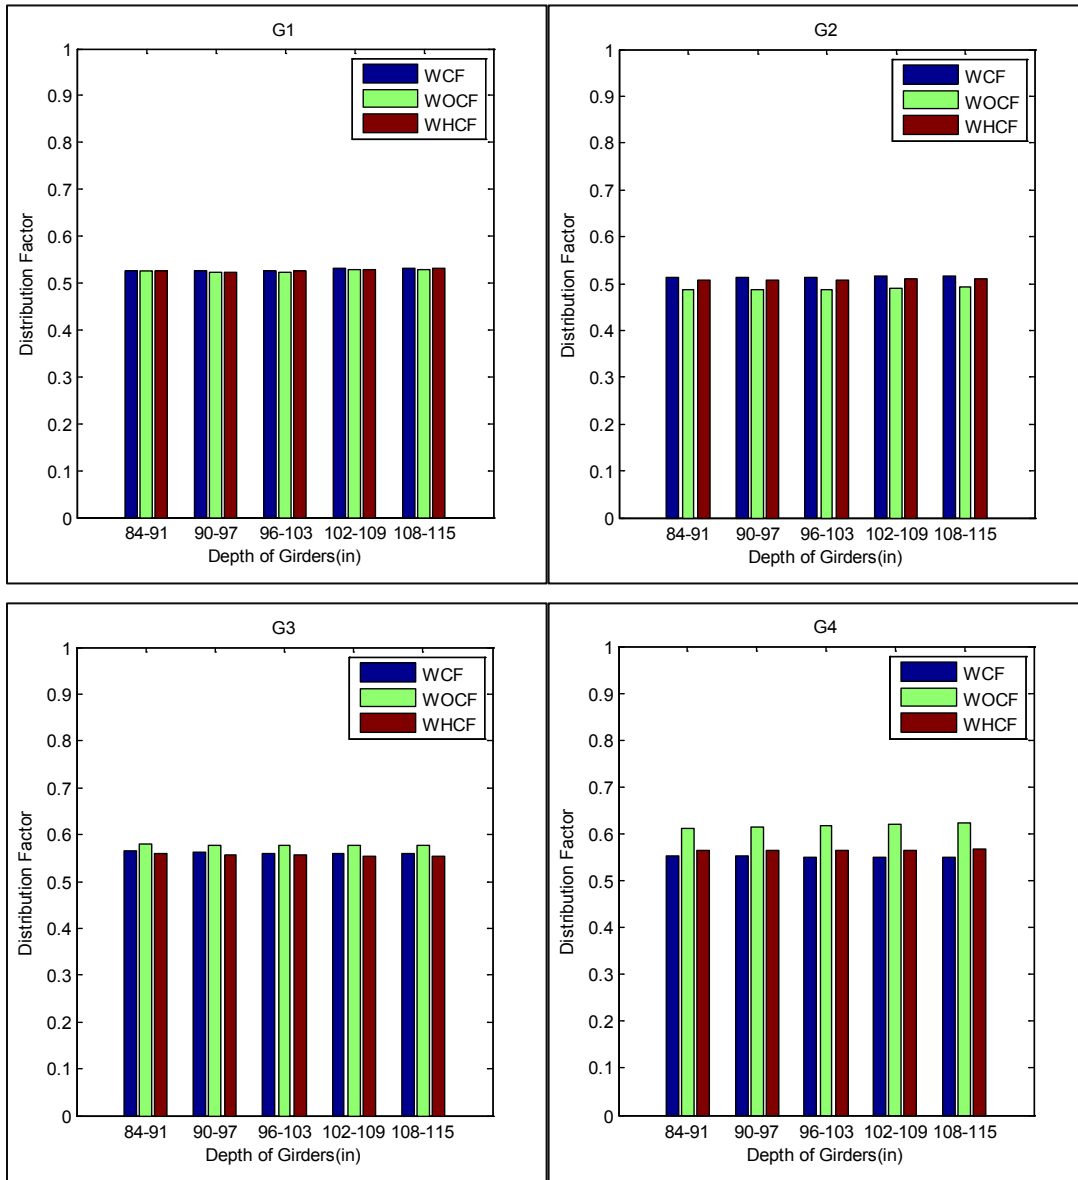 G1
1
0.9
0.8
0.7
0.6
0.5
0.4
0.3
0.2
0.1
0
Distribution Factor
WCF
WOCF
WHCF
84-91 90-97 96-103 102-109 108-115
Depth of Girders(in)
G2
1
0.9
0.8
0.7
0.6
0.5
0.4
0.3
0.2
0.1
0
Distribution Factor
WCF
WOCF
WHCF
84-91 90-97 96-103 102-109 108-115
Depth of Girders(in)
G3
1
0.9
0.8
0.7
0.6
0.5
0.4
0.3
0.2
0.1
0
Distribution Factor
WCF
WOCF
WHCF
84-91 90-97 96-103 102-109 108-115
Depth of Girders(in)
G4
1
0.9
0.8
0.7
0.6
0.5
0.4
0.3
0.2
0.1
0
Distribution Factor
WCF
WOCF
WHCF
84-91 90-97 96-103 102-109 108-115
Depth of Girders(in)